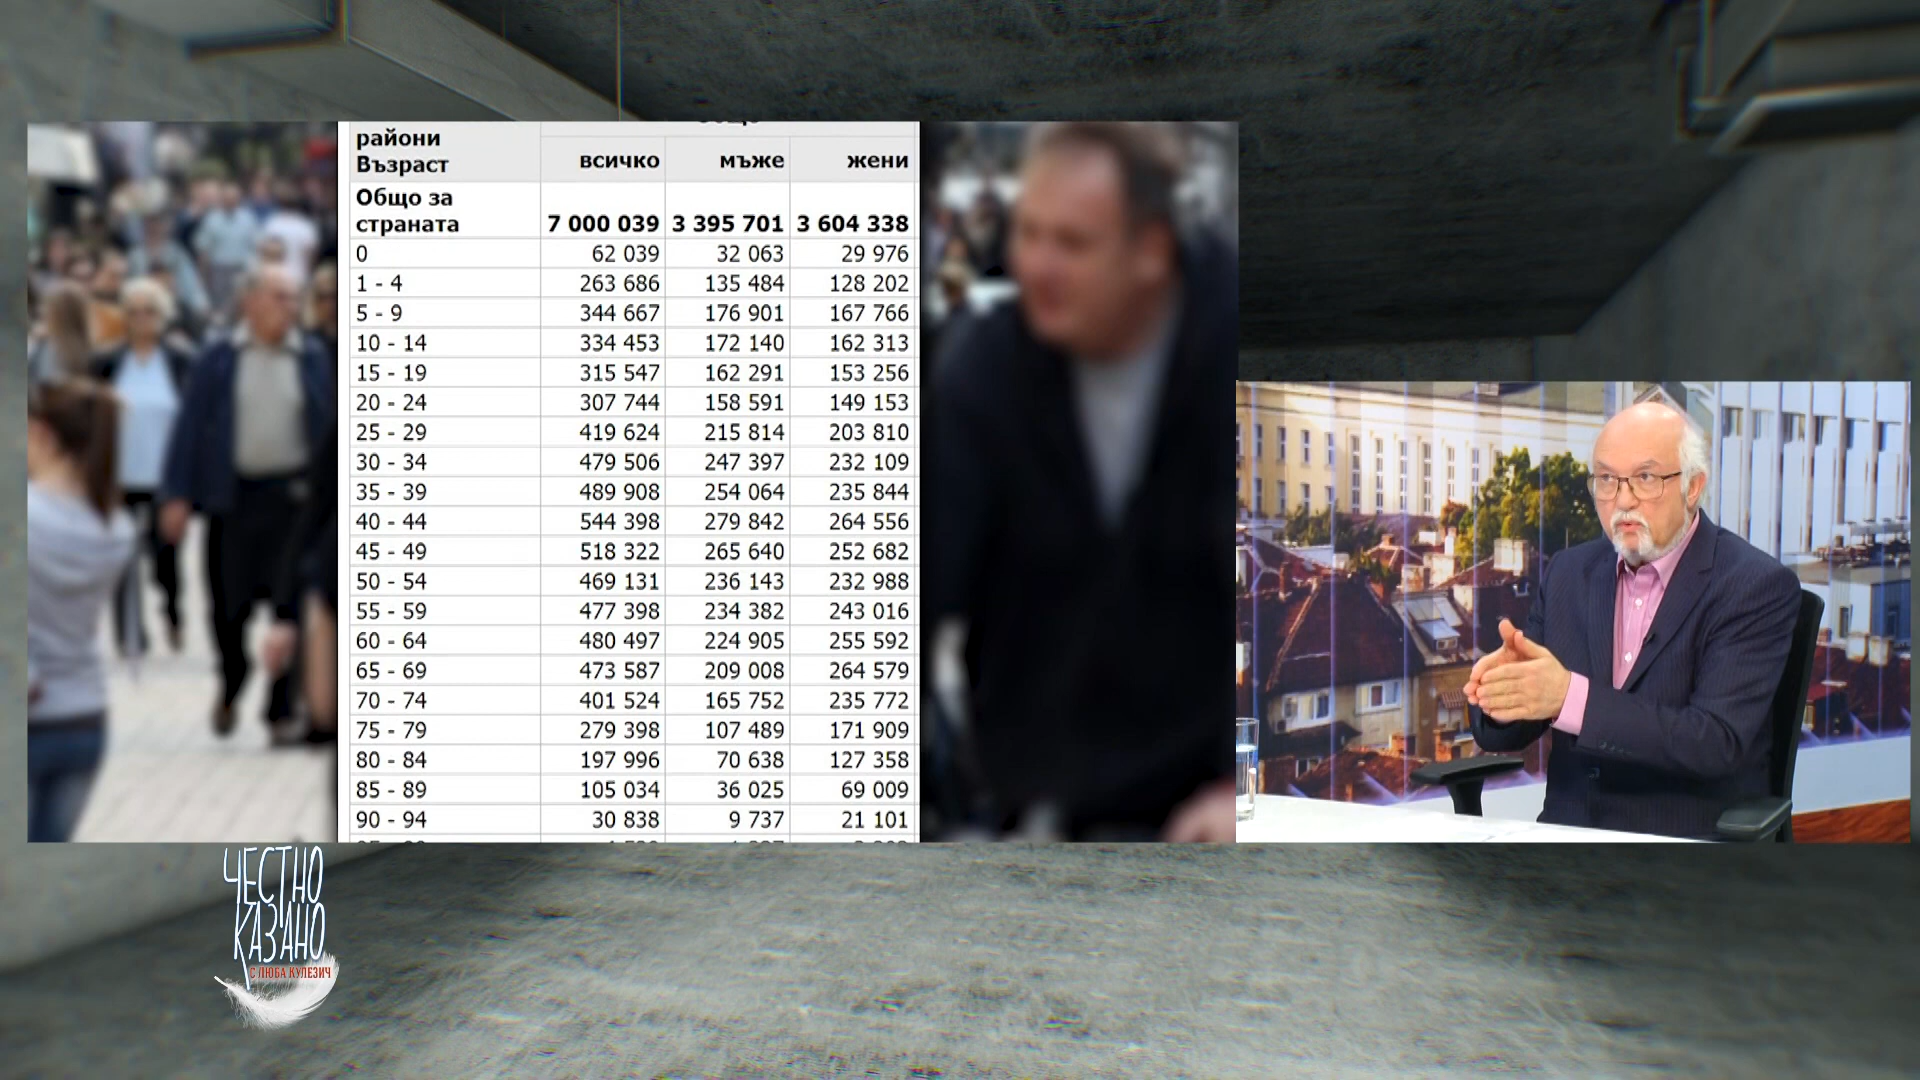 общо
райони
Възраст всичко мъже жени
Общо за
страната 7 000 039 3 395 701 3 604 338
0 62 039 32 063 29 976
1 - 4 263 686 135 484 128 202
5 - 9 344 667 176 901 167 766
10 - 14 334 453 172 140 162 313
15 - 19 315 547 162 291 153 256
20 - 24 307 744 158 591 149 153
25 - 29 419 624 215 814 203 810
30 - 34 479 506 247 397 232 109
35 - 39 489 908 254 064 235 844
40 - 44 544 398 279 842 264 556
45 - 49 518 322 265 640 252 682
50 - 54 469 131 236 143 232 988
55 - 59 477 398 234 382 243 016
60 - 64 480 497 224 905 255 592
65 - 69 473 587 209 008 264 579
70 - 74 401 524 165 752 235 772
75 - 79 279 398 107 489 171 909
80 - 84 197 996 70 638 127 358
85 - 89 105 034 36 025 69 009
90 - 94 30 838 9 737 21 101
ЧЕСТНО
КАЗАНО
С ЛЮБА КУЛЕЗИЧ